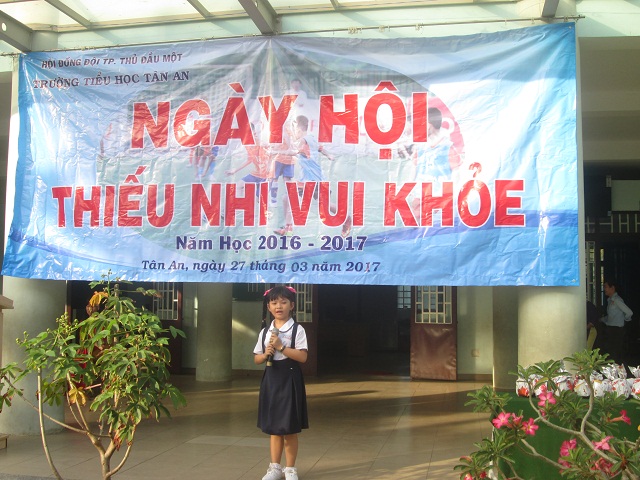 HỘI ĐỒNG ĐỘI TP. THỦ DẦU MỘT
TRƯỜNG TIỂU HỌC TÂN AN
NGÀY HỘI
THIẾU NHI VUI KHỎE
Năm Học 2016 - 2017
Tân An, ngày 27 tháng 03 năm 2017